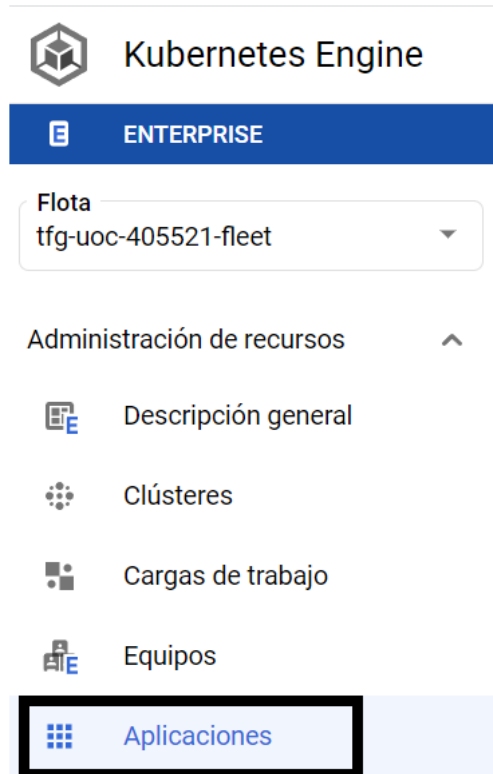 Kubernetes Engine
E ENTERPRISE
Flota
tfg-uoc-405521-fleet
Administración de recursos
E Descripción general
Clústeres
Cargas de trabajo
E Equipos
Aplicaciones